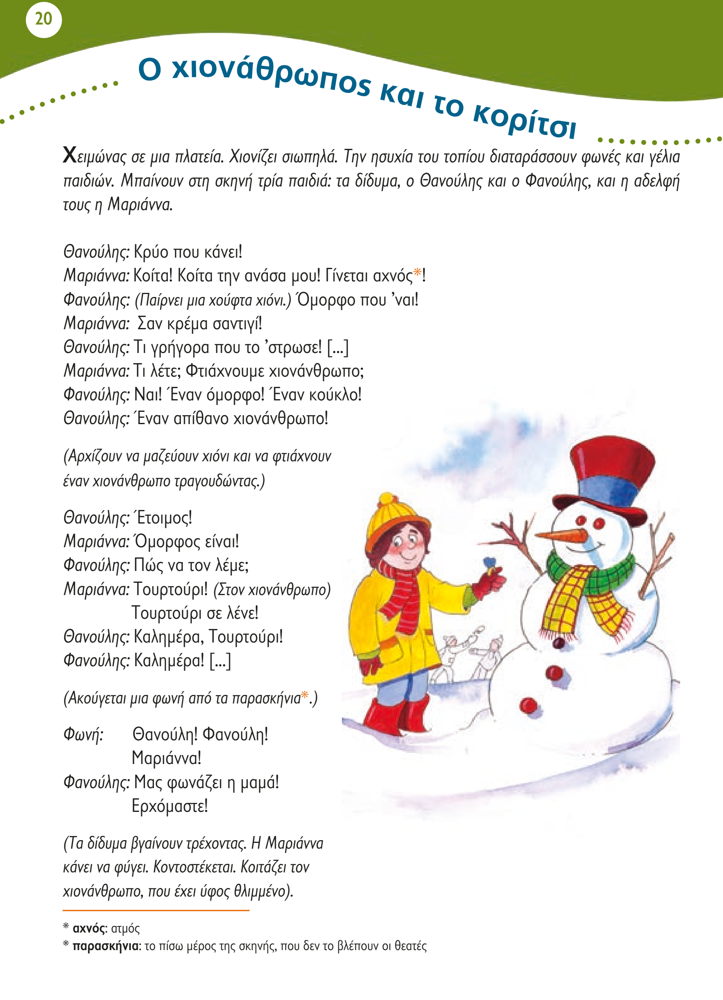 20
Ο χιονάθρωπος και το κορίτσι
Χειμώνας σε μια πλατεία. Χιονίζει σιωπηλά. Την ησυχία του τοπίου διαταράσσουν φωνές και γέλια
παιδιών. Μπαίνουν στη σκηνή τρία παιδιά: τα δίδυμα, ο Θανούλης και ο Φανούλης, και η αδελφή
τους η Μαριάννα.
Θανούλης: Κρύο που κάνει!
Μαριάννα: Κοίτα! Κοίτα την ανάσα μου! Γίνεται αχνός*!
Φανούλης: (Παίρνει μια χούφτα χιόνι.) Όμορφο που ’ναι!
Μαριάννα: Σαν κρέμα σαντιγί!
Θανούλης: Τι γρήγορα που το ’στρωσε! [...]
Μαριάννα: Τι λέτε; Φτιάχνουμε χιονάνθρωπο;
Φανούλης: Ναι! Έναν όμορφο! Έναν κούκλο!
Θανούλης: Έναν απίθανο χιονάνθρωπο!
(Αρχίζουν να μαζεύουν χιόνι και να φτιάχνουν
έναν χιονάνθρωπο τραγουδώντας.)
Θανούλης: Έτοιμος!
Μαριάννα: Όμορφος είναι!
Φανούλης: Πώς να τον λέμε;
Μαριάννα: Τουρτούρι! (Στον χιονάνθρωπο)
Τουρτούρι σε λένε!
Θανούλης: Καλημέρα, Τουρτούρι!
Φανούλης: Καλημέρα! [...]
(Ακούγεται μια φωνή από τα παρασκήνια*.)
Φωνή: Θανούλη! Φανούλη!
Μαριάννα!
Φανούλης: Μας φωνάζει η μαμά!
Ερχόμαστε!
(Τα δίδυμα βγαίνουν τρέχοντας. Η Μαριάννα
κάνει να φύγει. Κοντοστέκεται. Κοιτάζει τον
χιονάνθρωπο, που έχει ύφος θλιμμένο).
* αχνός: ατμός
* παρασκήνια: το πίσω μέρος της σκηνής, που δεν το βλέπουν οι θεατές